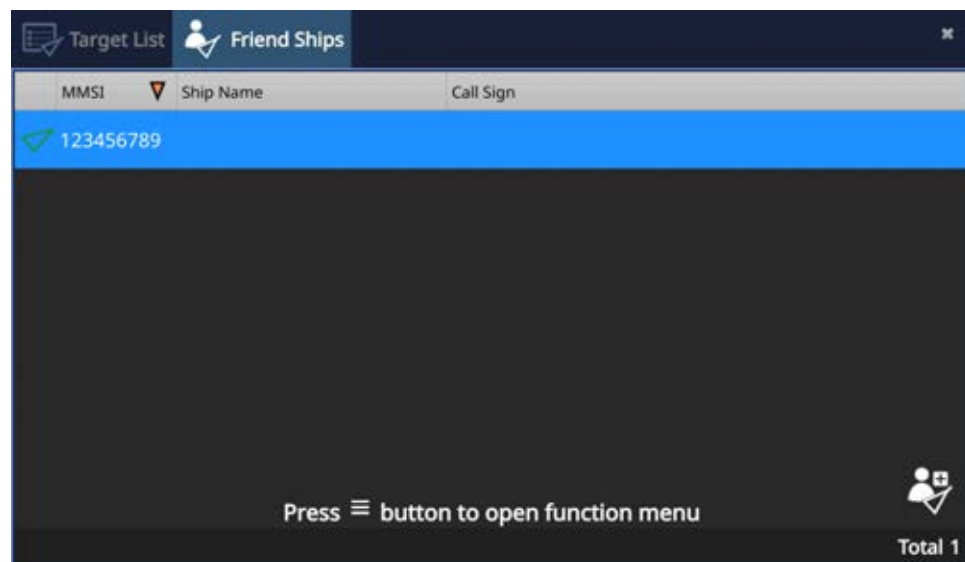 Target List Friend Ships
MMSI Ship Name Call Sign
123456789
Press ≡ button to open function menu
Total 1